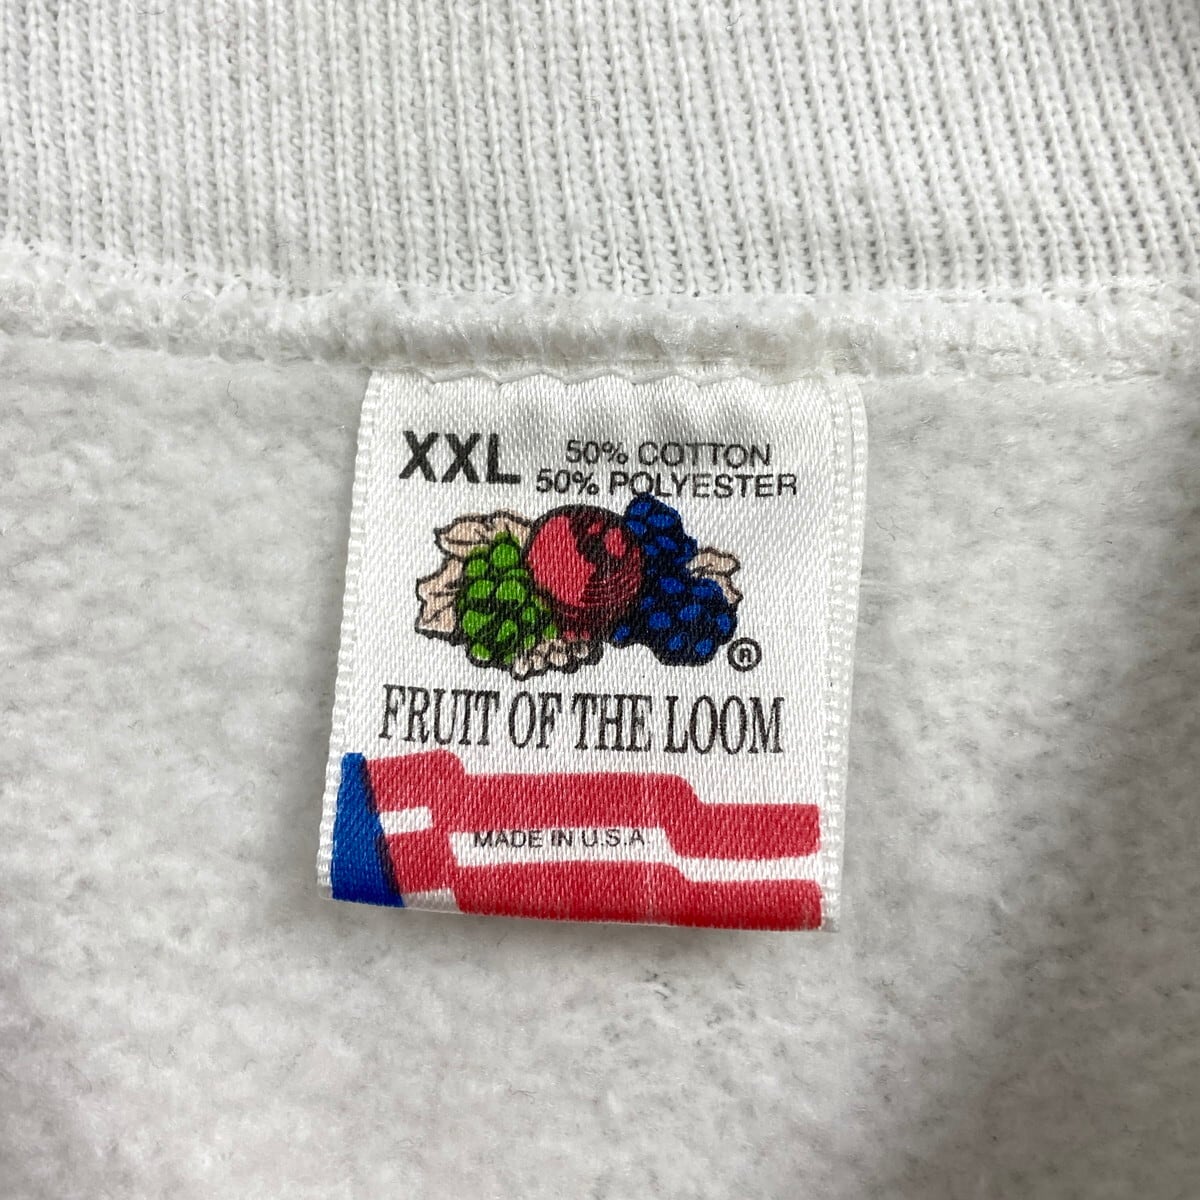 XXL
50% COTTON
50% POLYESTER
®
FRUIT OF THE LOOM
MADE IN U.S.A.